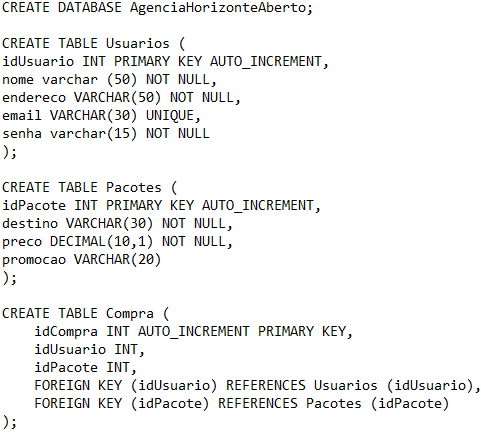 CREATE DATABASE AgenciaHorizonteAberto;

CREATE TABLE Usuarios (
idUsuario INT PRIMARY KEY AUTO_INCREMENT,
nome varchar (50) NOT NULL,
endereco VARCHAR(50) NOT NULL,
email VARCHAR(30) UNIQUE,
senha varchar(15) NOT NULL
);

CREATE TABLE Pacotes (
idPacote INT PRIMARY KEY AUTO_INCREMENT,
destino VARCHAR(30) NOT NULL,
preco DECIMAL(10,1) NOT NULL,
promocao VARCHAR(20)
);

CREATE TABLE Compra (
    idCompra INT AUTO_INCREMENT PRIMARY KEY,
    idUsuario INT,
    idPacote INT,
    FOREIGN KEY (idUsuario) REFERENCES Usuarios (idUsuario),
    FOREIGN KEY (idPacote) REFERENCES Pacotes (idPacote)
);